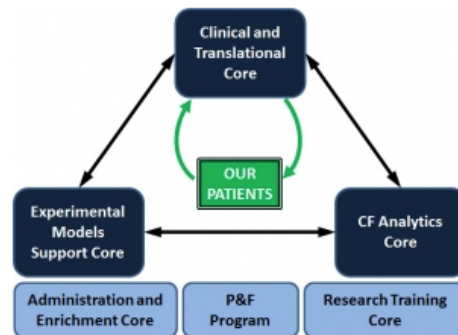 Clinical and
Translational
Core
OUR
PATIENTS
Experimental
Models
Support Core
CF Analytics
Core
Administration and
Enrichment Core
P&F
Program
Research Training
Core